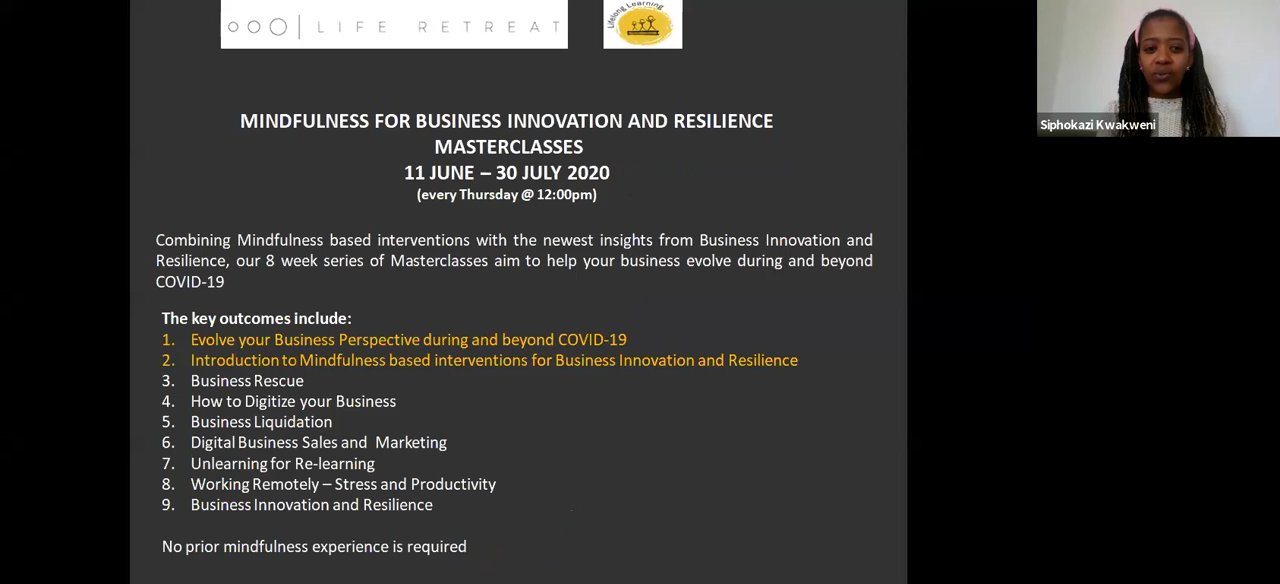 LIFE RETREAT
Lifelong Learning
Siphokazi Kwakweni
MINDFULNESS FOR BUSINESS INNOVATION AND RESILIENCE
MASTERCLASSES
11 JUNE – 30 JULY 2020
(every Thursday @ 12:00pm)
Combining Mindfulness based interventions with the newest insights from Business Innovation and
Resilience, our 8 week series of Masterclasses aim to help your business evolve during and beyond
COVID-19
The key outcomes include:
1. Evolve your Business Perspective during and beyond COVID-19
2. Introduction to Mindfulness based interventions for Business Innovation and Resilience
3. Business Rescue
4. How to Digitize your Business
5. Business Liquidation
6. Digital Business Sales and Marketing
7. Unlearning for Re-learning
8. Working Remotely – Stress and Productivity
9. Business Innovation and Resilience
No prior mindfulness experience is required